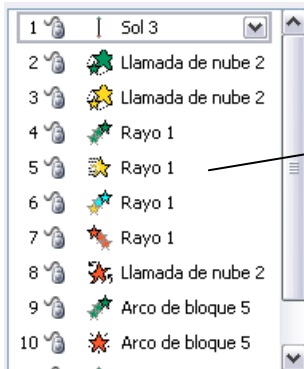 1 Sol 3
2 Llamada de nube 2
3 Llamada de nube 2
4 Rayo 1
5 Rayo 1
6 Rayo 1
7 Rayo 1
8 Llamada de nube 2
9 Arco de bloque 5
10 Arco de bloque 5